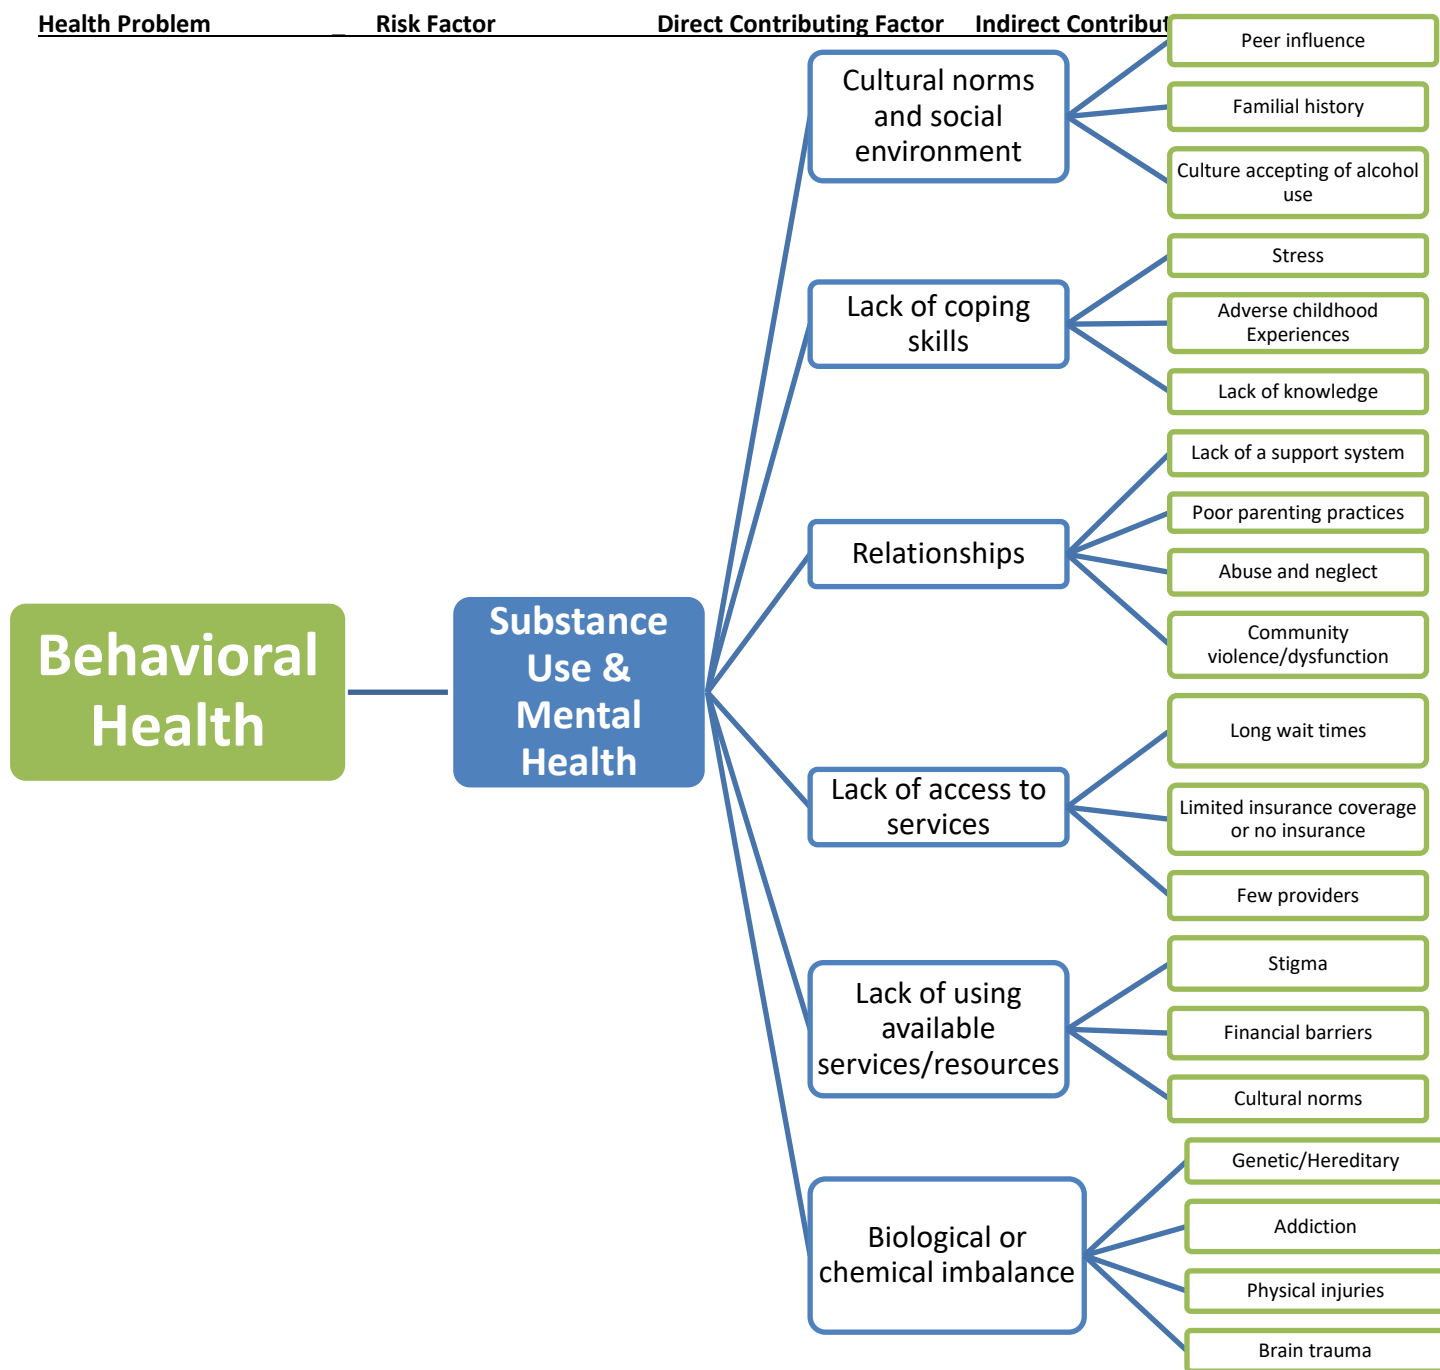 Health Problem _ Risk Factor Direct Contributing Factor Indirect Contribut
Peer influence
Familial history
Culture accepting of alcohol
use
Cultural norms
and social
environment
Stress
Adverse childhood
Experiences
Lack of knowledge
Lack of coping
skills
Lack of a support system
Poor parenting practices
Abuse and neglect
Community
violence/dysfunction
Relationships
Behavioral
Health
Substance
Use &
Mental
Health
Long wait times
Limited insurance coverage
or no insurance
Few providers
Lack of access to
services
Stigma
Financial barriers
Cultural norms
Lack of using
available
services/resources
Genetic/Hereditary
Addiction
Physical injuries
Brain trauma
Biological or
chemical imbalance